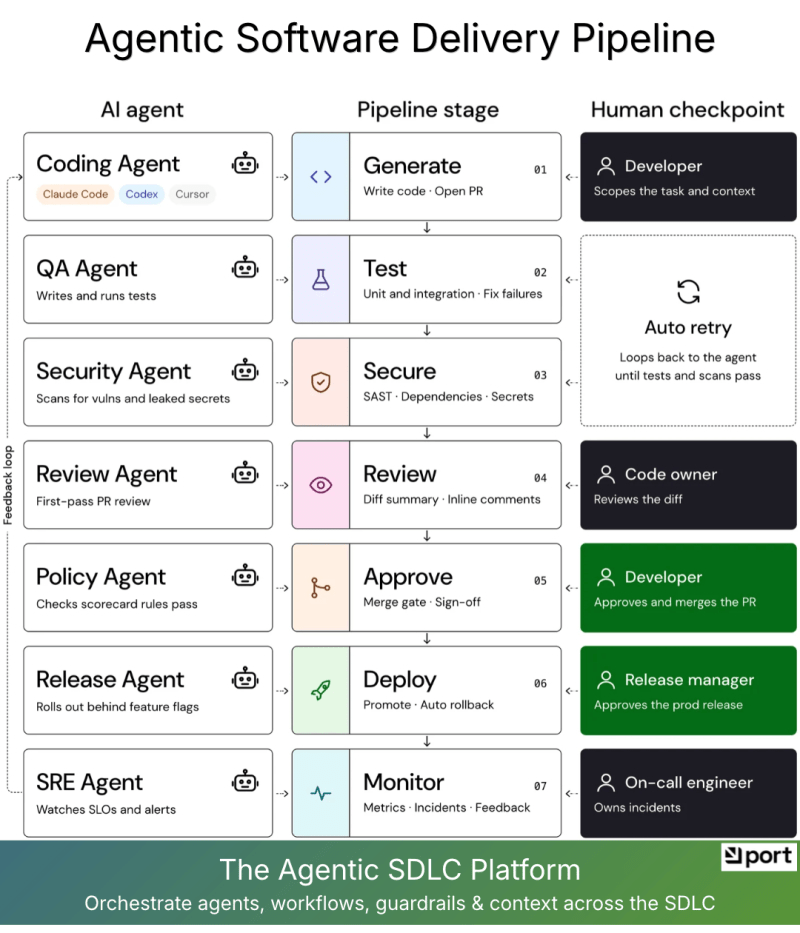 Agentic Software Delivery Pipeline
AI agent
Pipeline stage
Human checkpoint
Coding Agent
Claude Code
Codex
Cursor
Generate
01
Write code · Open PR
Developer
Scopes the task and context
QA Agent
Writes and runs tests
Test
02
Unit and integration · Fix failures
Auto retry
Loops back to the agent
until tests and scans pass
Security Agent
Scans for vulns and leaked secrets
Secure
03
SAST · Dependencies · Secrets
Feedback loop
Review Agent
First-pass PR review
Review
04
Diff summary · Inline comments
Code owner
Reviews the diff
Policy Agent
Checks scorecard rules pass
Approve
05
Merge gate · Sign-off
Developer
Approves and merges the PR
Release Agent
Rolls out behind feature flags
Deploy
06
Promote · Auto rollback
Release manager
Approves the prod release
SRE Agent
Watches SLOs and alerts
Monitor
07
Metrics · Incidents · Feedback
On-call engineer
Owns incidents
port
The Agentic SDLC Platform
Orchestrate agents, workflows, guardrails & context across the SDLC